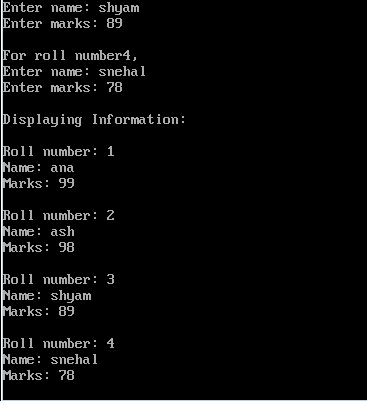 Enter name: shyam
Enter marks: 89
For roll number4,
Enter name: snehal
Enter marks: 78
Displaying Information:
Roll number: 1
Name: ana
Marks: 99
Roll number: 2
Name: ash
Marks: 98
Roll number: 3
Name: shyam
Marks: 89
Roll number: 4
Name: snehal
Marks: 78